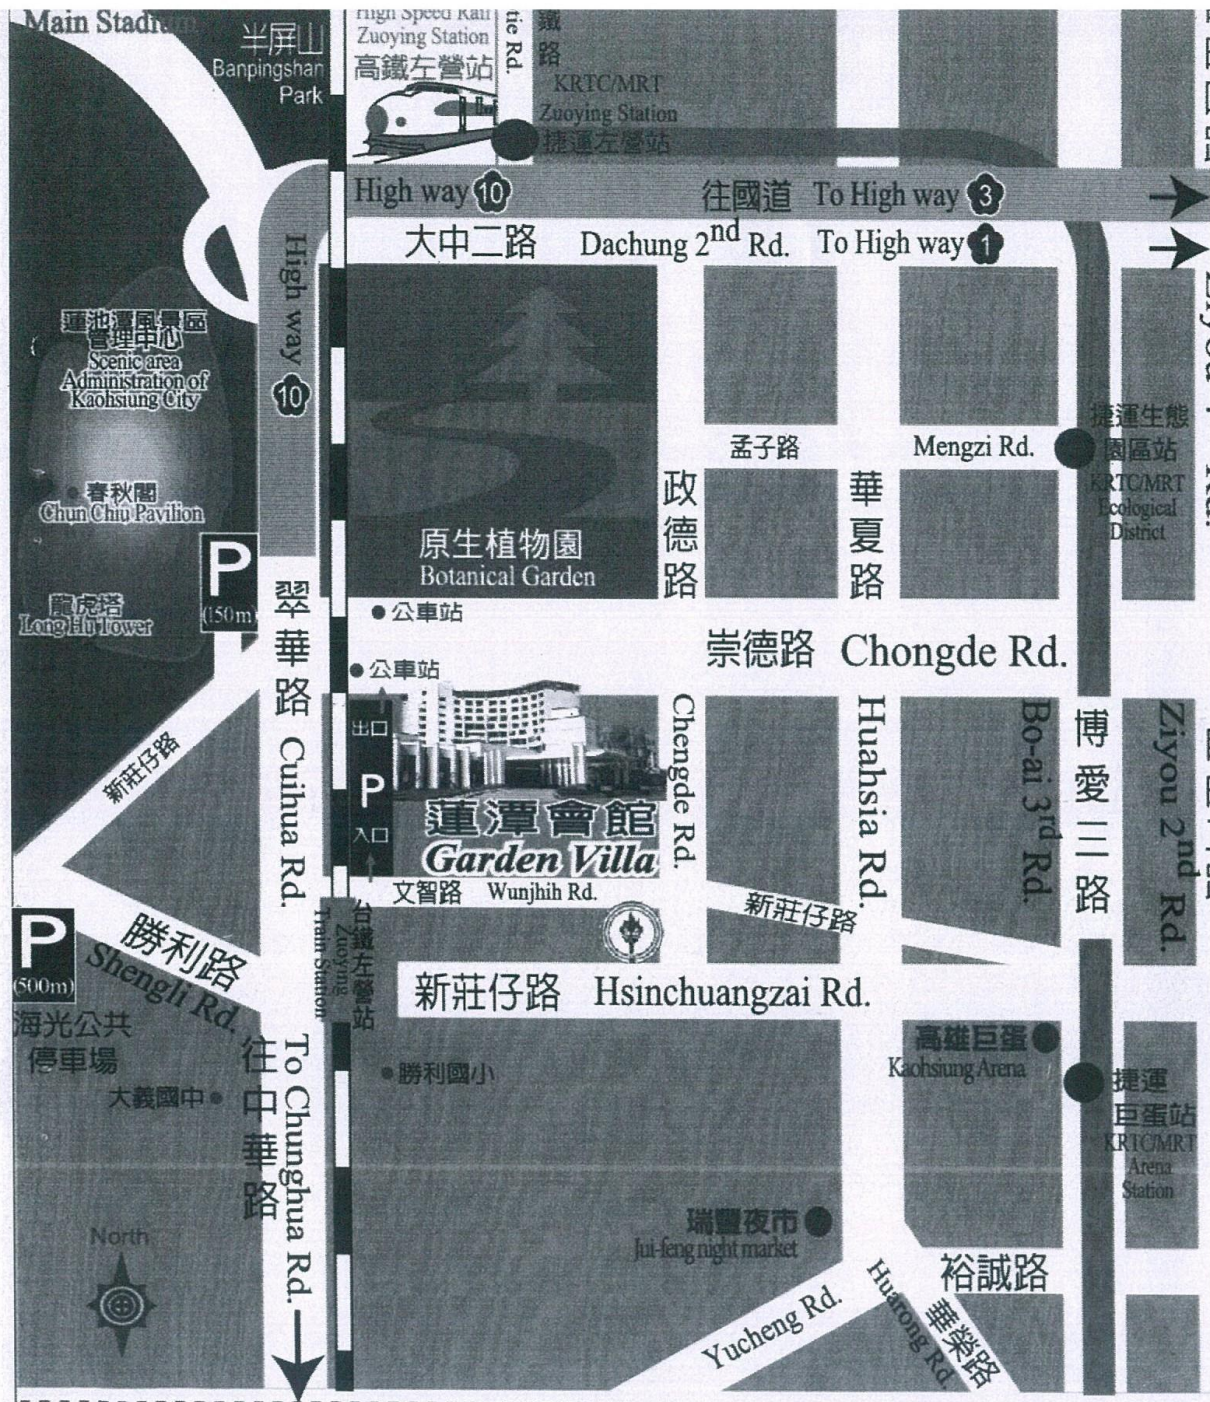 Main Stadium
半屏山
Banpingshan
Park
High Speed Rail
Zuoying Station
高鐵左營站
tie Rd.
鐵路
KRTC/MRT
Zuoying Station
捷運左營站
High way 10
往國道 To High way 3
大中二路 Dachung 2nd Rd. To High way 1
High way 10
蓮池潭風景區
管理中心
Scenic area
Administration of
Kaohsiung City
春秋閣
Chun Chiu Pavilion
P
(150m)
龍虎塔
Long Hu Tower
原生植物園
Botanical Garden
孟子路 Mengzi Rd.
捷運生態
園區站
KRTC/MRT
Ecological
District
政德路
華夏路
公車站
公車站
崇德路 Chongde Rd.
翠華路 Cuihua Rd.
新莊仔路
出口
P
入口
蓮潭會館
Garden Villa
Chengde Rd.
Huahsia Rd.
Bo-ai 3rd Rd.
博愛三路
Ziyou 2nd Rd.
文智路 Wunjhih Rd.
新莊仔路
P
(500m)
勝利路
Shengli Rd.
海光公共
停車場
大義國中
台鐵左營站
Zuoying
Train Station
新莊仔路 Hsinchuangzai Rd.
勝利國小
往中華路
To Chunghua Rd.
高雄巨蛋
Kaohsiung Arena
捷運
巨蛋站
KRTC/MRT
Arena
Station
瑞豐夜市
Jui-feng night market
North
裕誠路
Yucheng Rd.
Huarong Rd.
華榮路